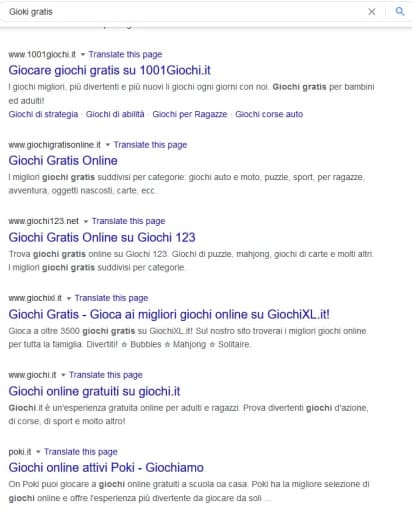 Gioki gratis
www.1001giochi.it ▾ Translate this page
Giocare giochi gratis su 1001Giochi.it
I giochi migliori, più divertenti e più nuovi li giochi ogni giorni con noi. Giochi gratis per bambini
ed adulti!
Giochi di strategia · Giochi di abilità · Giochi per Ragazze · Giochi corse auto
www.giochigratisonline.it ▾ Translate this page
Giochi Gratis Online
I migliori giochi gratis suddivisi per categorie: giochi auto e moto, puzzle, sport, per ragazze,
avventura, oggetti nascosti, carte, ecc.
www.giochi123.net ▾ Translate this page
Giochi Gratis Online su Giochi 123
Trova giochi gratis online su Giochi 123. Giochi di puzzle, mahjong, giochi di carte e molti altri.
I migliori giochi gratis suddivisi per categorie.
www.giochixl.it ▾ Translate this page
Giochi Gratis - Gioca ai migliori giochi online su GiochiXL.it!
Gioca a oltre 3500 giochi gratis su GiochiXL.it! Sul nostro sito troverai i migliori giochi online
per tutta la famiglia. Divertiti! ☆ Bubbles ☆ Mahjong ☆ Solitaire.
www.giochi.it ▾ Translate this page
Giochi online gratuiti su giochi.it
Giochi.it è un'esperienza gratuita online per adulti e ragazzi. Prova divertenti giochi d'azione,
di corse, di sport e molto altro!
poki.it ▾ Translate this page
Giochi online attivi Poki - Giochiamo
On Poki puoi giocare a giochi online gratuiti a scuola oa casa. Poki ha la migliore selezione di
giochi online e offre l'esperienza più divertente da giocare da soli ...